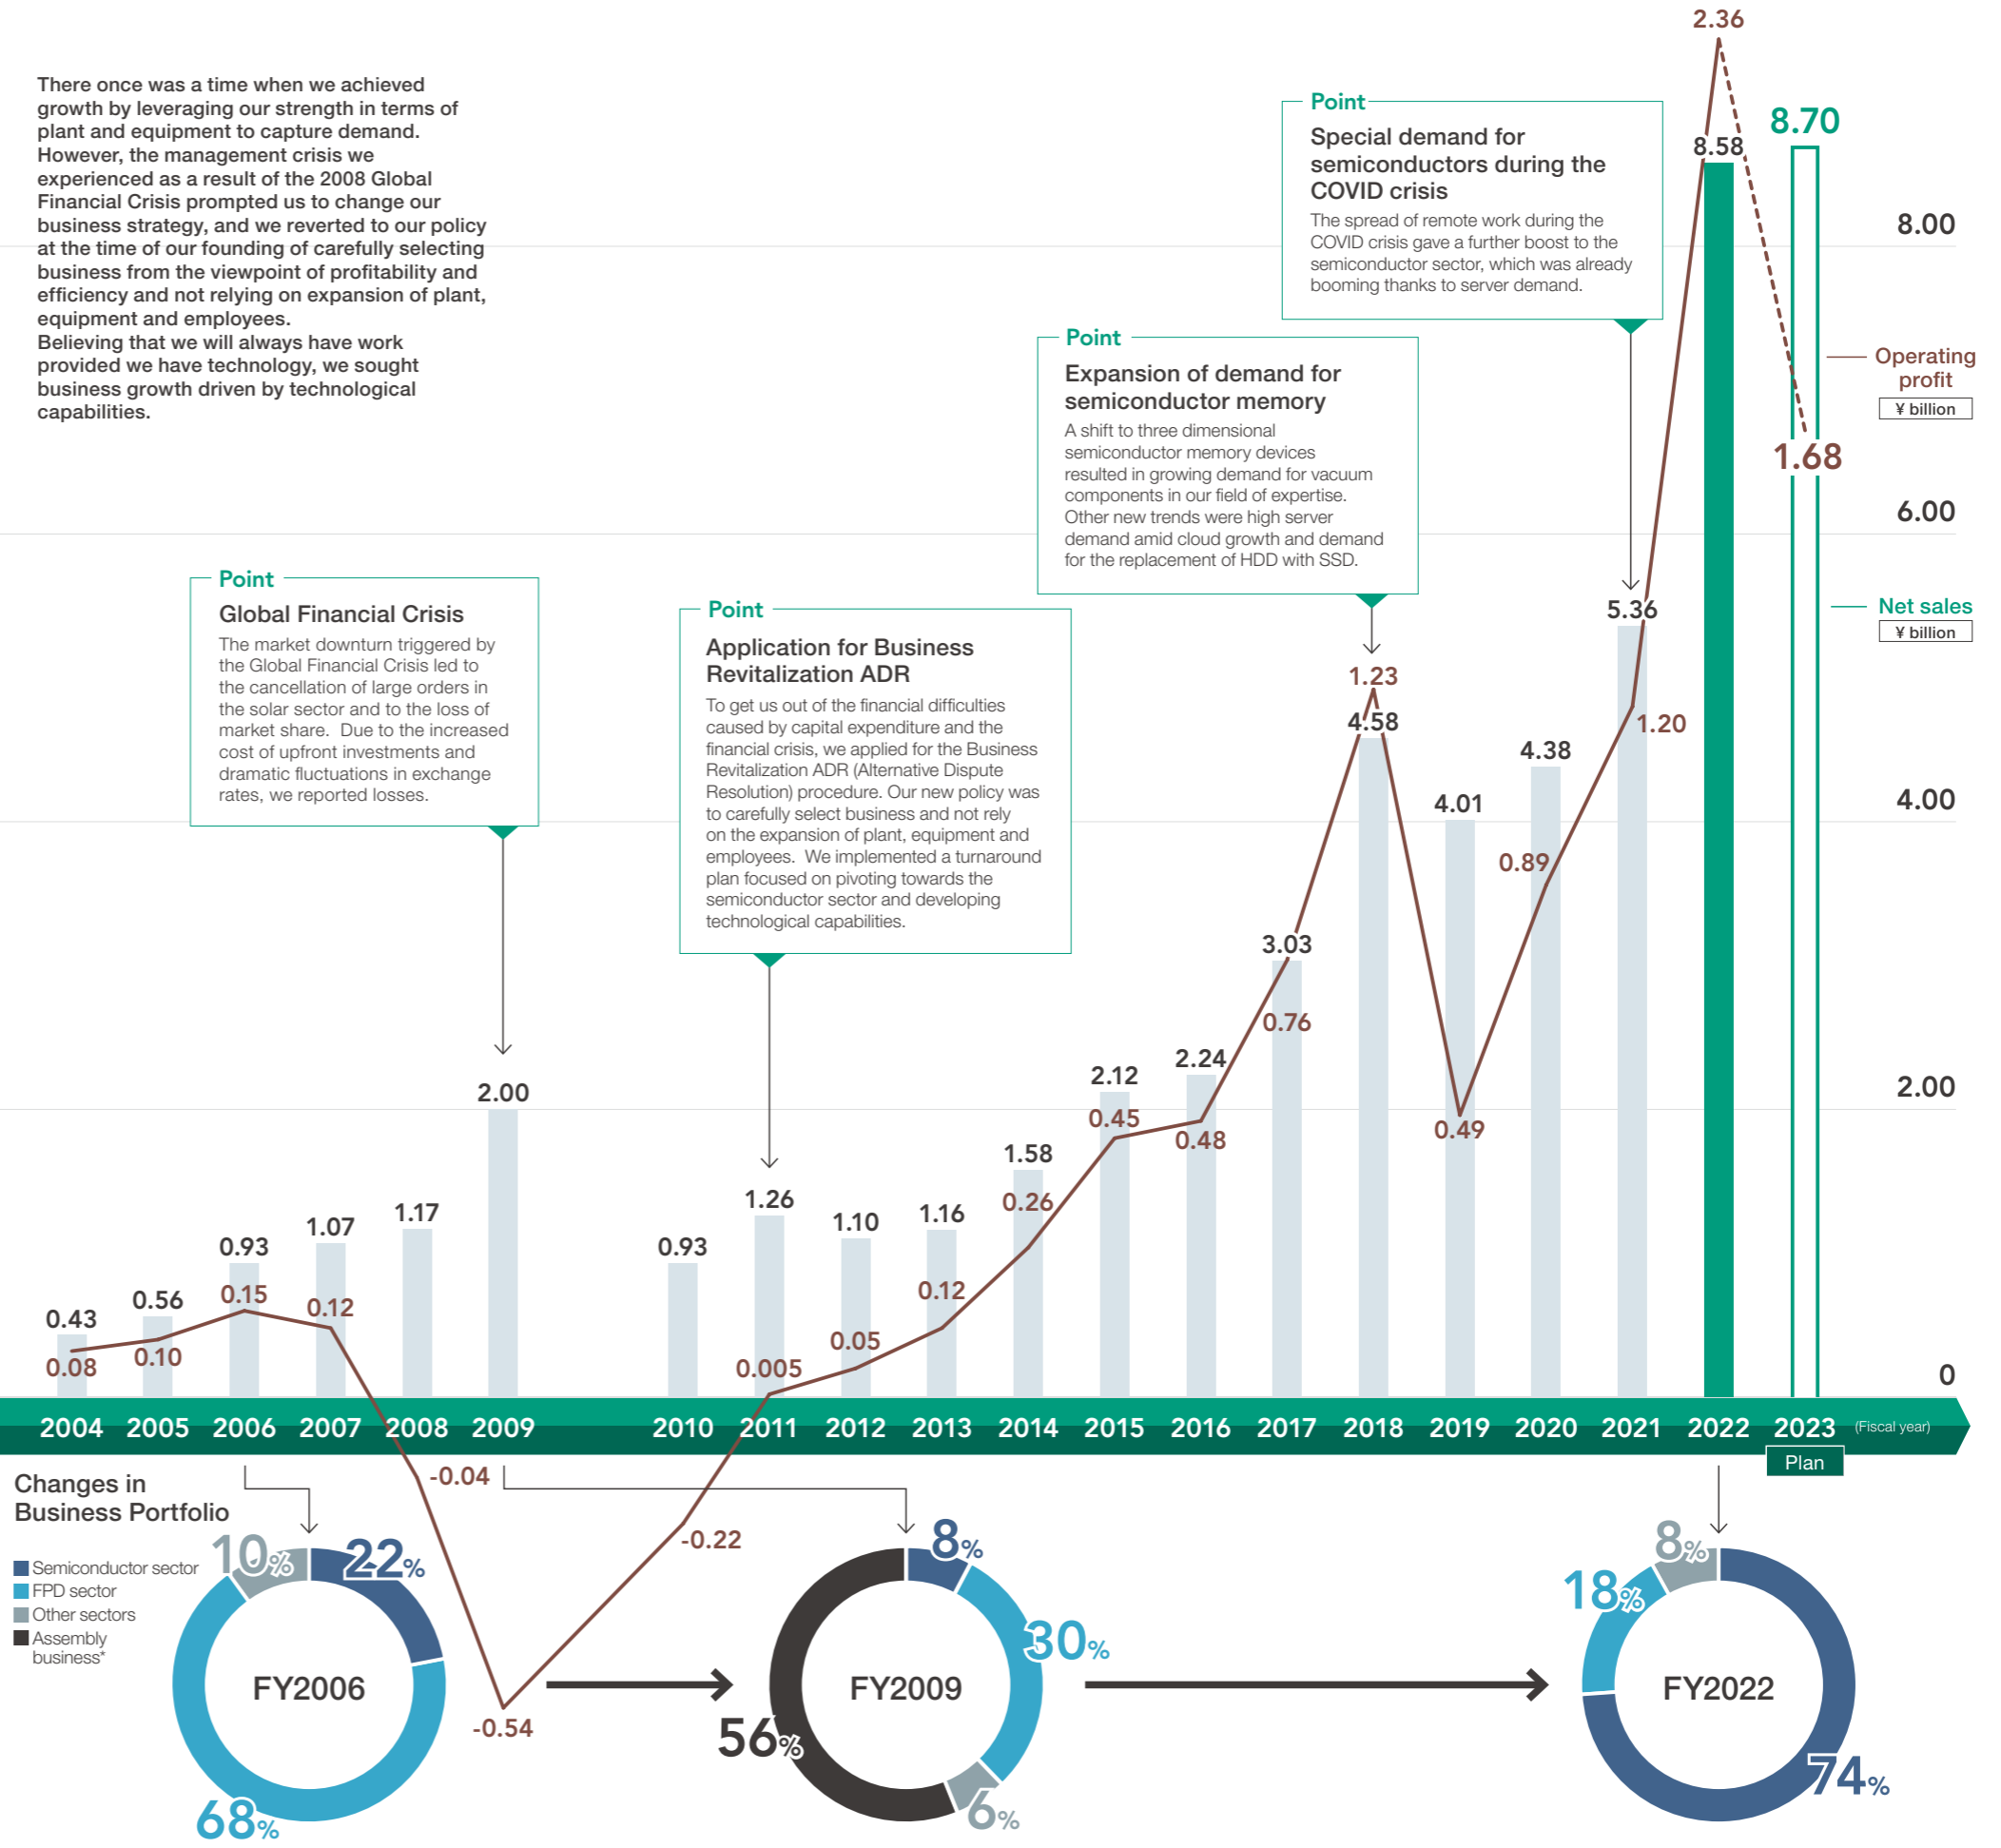 There once was a time when we achieved
growth by leveraging our strength in terms of
plant and equipment to capture demand.
However, the management crisis we
experienced as a result of the 2008 Global
Financial Crisis prompted us to change our
business strategy, and we reverted to our policy
at the time of our founding of carefully selecting
business from the viewpoint of profitability and
efficiency and not relying on expansion of plant,
equipment and employees.
Believing that we will always have work
provided we have technology, we sought
business growth driven by technological
capabilities.
Point
Global Financial Crisis
The market downturn triggered by
the Global Financial Crisis led to
the cancellation of large orders in
the solar sector and to the loss of
market share. Due to the increased
cost of upfront investments and
dramatic fluctuations in exchange
rates, we reported losses.
Point
Application for Business
Revitalization ADR
To get us out of the financial difficulties
caused by capital expenditure and the
financial crisis, we applied for the Business
Revitalization ADR (Alternative Dispute
Resolution) procedure. Our new policy was
to carefully select business and not rely
on the expansion of plant, equipment and
employees. We implemented a turnaround
plan focused on pivoting towards the
semiconductor sector and developing
technological capabilities.
Point
Expansion of demand for
semiconductor memory
A shift to three dimensional
semiconductor memory devices
resulted in growing demand for vacuum
components in our field of expertise.
Other new trends were high server
demand amid cloud growth and demand
for the replacement of HDD with SSD.
Point
Special demand for
semiconductors during the
COVID crisis
The spread of remote work during the
COVID crisis gave a further boost to the
semiconductor sector, which was already
booming thanks to server demand.
2.36
8.58
8.70
1.68
8.00
6.00
4.00
2.00
0
Operating
profit
¥ billion
Net sales
¥ billion
0.43
0.56
0.93
1.07
1.17
2.00
0.93
1.26
1.10
1.16
1.58
2.12
2.24
3.03
4.58
4.01
4.38
5.36
0.08
0.10
0.15
0.12
-0.04
-0.54
-0.22
0.005
0.05
0.12
0.26
0.45
0.48
0.76
1.23
0.49
0.89
1.20
2004 2005 2006 2007 2008 2009 2010 2011 2012 2013 2014 2015 2016 2017 2018 2019 2020 2021 2022 2023 (Fiscal year)
Plan
Changes in
Business Portfolio
Semiconductor sector
FPD sector
Other sectors
Assembly
business*
10%
22%
FY2006
68%
8%
30%
FY2009
56%
6%
8%
18%
FY2022
74%